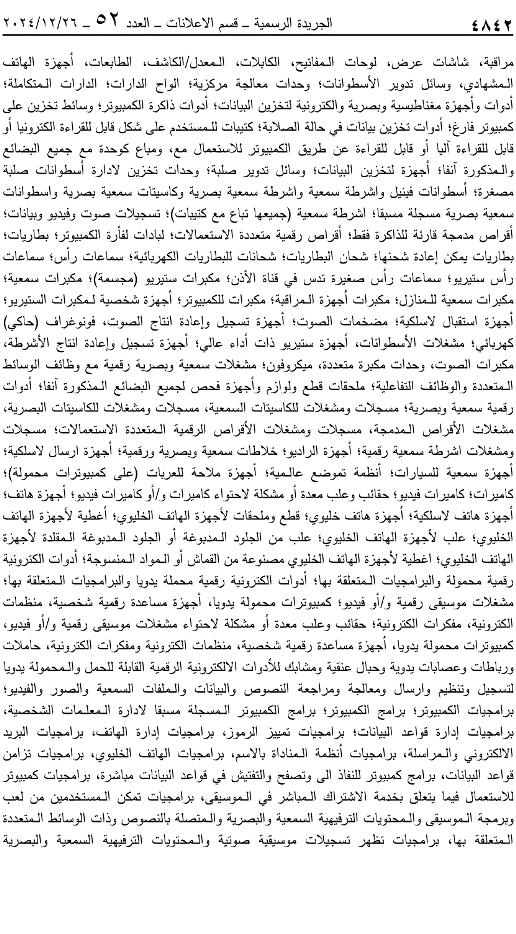 ٤٨٤٢ الجريدة الرسمية – قسم الاعلانات – العدد ٥٢ – ٢٠٢٤/١٢/٢٦
مراقبة، شاشات عرض، لوحات المفاتيح، الكابلات، المعدل/الكاشف، الطابعات، أجهزة الهاتف
المشهادي، وسائل تدوير الأسطوانات؛ وحدات معالجة مركزية؛ الواح الدارات؛ الدارات المتكاملة؛
أدوات وأجهزة مغناطيسية وبصرية والكترونية لتخزين البيانات؛ أدوات ذاكرة الكمبيوتر؛ وسائط تخزين على
كمبيوتر فارغ؛ أدوات تخزين بيانات في حالة الصلابة؛ كتيبات للمستخدم على شكل قابل للقراءة الكترونيا أو
قابل للقراءة آليا أو قابل للقراءة عن طريق الكمبيوتر للاستعمال مع، ومباع كوحدة مع جميع البضائع
والمذكورة آنفا؛ أجهزة لتخزين البيانات؛ وسائل تدوير صلبة؛ وحدات تخزين لادارة أسطوانات صلبة
مصغرة؛ أسطوانات فينيل واشرطة سمعية واشرطة سمعية بصرية وكاسيتات سمعية بصرية واسطوانات
سمعية بصرية مسجلة مسبقا؛ اشرطة سمعية (جميعها تباع مع كتيبات)؛ تسجيلات صوت وفيديو وبيانات؛
أقراص مدمجة قارئة للذاكرة فقط؛ أقراص رقمية متعددة الاستعمالات؛ لبادات لفأرة الكمبيوتر؛ بطاريات؛
بطاريات يمكن إعادة شحنها؛ شحان البطاريات؛ شحانات للبطاريات الكهربائية؛ سماعات رأس؛ سماعات
رأس ستيريو؛ سماعات رأس صغيرة تدس في قناة الأذن؛ مكبرات ستيريو (مجسمة)؛ مكبرات سمعية؛
مكبرات سمعية للمنازل؛ مكبرات أجهزة المراقبة؛ مكبرات للكمبيوتر؛ أجهزة شخصية لمكبرات الستيريو؛
أجهزة استقبال لاسلكية؛ مضخمات الصوت؛ أجهزة تسجيل وإعادة انتاج الصوت، فونوغراف (حاكي)
كهربائي؛ مشغلات الأسطوانات، أجهزة ستيريو ذات أداء عالي؛ أجهزة تسجيل وإعادة انتاج الأشرطة،
مكبرات الصوت، وحدات مكبرة متعددة، ميكروفون؛ مشغلات سمعية وبصرية رقمية مع وظائف الوسائط
المتعددة والوظائف التفاعلية؛ ملحقات قطع ولوازم وأجهزة فحص لجميع البضائع المذكورة آنفا؛ أدوات
رقمية سمعية وبصرية؛ مسجلات ومشغلات للكاسيتات السمعية، مسجلات ومشغلات للكاسيتات البصرية،
مشغلات الأقراص المدمجة، مسجلات ومشغلات الأقراص الرقمية المتعددة الاستعمالات؛ مسجلات
ومشغلات اشرطة سمعية رقمية؛ أجهزة الراديو؛ خلاطات سمعية وبصرية ورقمية؛ أجهزة ارسال لاسلكية؛
أجهزة سمعية للسيارات؛ أنظمة تموضع عالمية؛ أجهزة ملاحة للعربات (على كمبيوترات محمولة)؛
كاميرات؛ كاميرات فيديو؛ حقائب وعلب معدة أو مشكلة لاحتواء كاميرات و/أو كاميرات فيديو؛ أجهزة هاتف؛
أجهزة هاتف لاسلكية؛ أجهزة هاتف خليوي؛ قطع وملحقات لأجهزة الهاتف الخليوي؛ أغطية لأجهزة الهاتف
الخليوي؛ علب لأجهزة الهاتف الخليوي؛ علب من الجلود المدبوغة أو الجلود المدبوغة المقلدة لأجهزة
الهاتف الخليوي؛ اغطية لأجهزة الهاتف الخليوي مصنوعة من القماش أو المواد المنسوجة؛ أدوات الكترونية
رقمية محمولة والبرامجيات المتعلقة بها؛ أدوات الكترونية رقمية محملة يدويا والبرامجيات المتعلقة بها؛
مشغلات موسيقى رقمية و/أو فيديو؛ كمبيوترات محمولة يدويا، أجهزة مساعدة رقمية شخصية، منظمات
الكترونية، مفكرات الكترونية؛ حقائب وعلب معدة أو مشكلة لاحتواء مشغلات موسيقى رقمية و/أو فيديو،
كمبيوترات محمولة يدويا، أجهزة مساعدة رقمية شخصية، منظمات الكترونية ومفكرات الكترونية، حاملات
ورباطات وعصابات يدوية وحبال عنقية ومشابك للأدوات الالكترونية الرقمية القابلة للحمل والمحمولة يدويا
لتسجيل وتنظيم وارسال ومعالجة ومراجعة النصوص والبيانات والملفات السمعية والصور والفيديو؛
برامجيات الكمبيوتر؛ برامج الكمبيوتر؛ برامج الكمبيوتر المسجلة مسبقا لادارة المعلمات الشخصية،
برامجيات إدارة قواعد البيانات؛ برامجيات تمييز الرموز، برامجيات إدارة الهاتف، برامجيات البريد
الالكتروني والمراسلة، برامجيات أنظمة المناداة بالاسم، برامجيات الهاتف الخليوي، برامجيات تزامن
قواعد البيانات، برامج كمبيوتر للنفاذ الى وتصفح والتفتيش في قواعد البيانات مباشرة، برامجيات كمبيوتر
للاستعمال فيما يتعلق بخدمة الاشتراك المباشر في الموسيقى، برامجيات تمكن المستخدمين من لعب
وبرمجة الموسيقى والمحتويات الترفيهية السمعية والبصرية والمتصلة بالنصوص وذات الوسائط المتعددة
المتعلقة بها، برامجيات تظهر تسجيلات موسيقية صوتية والمحتويات الترفيهية السمعية والبصرية